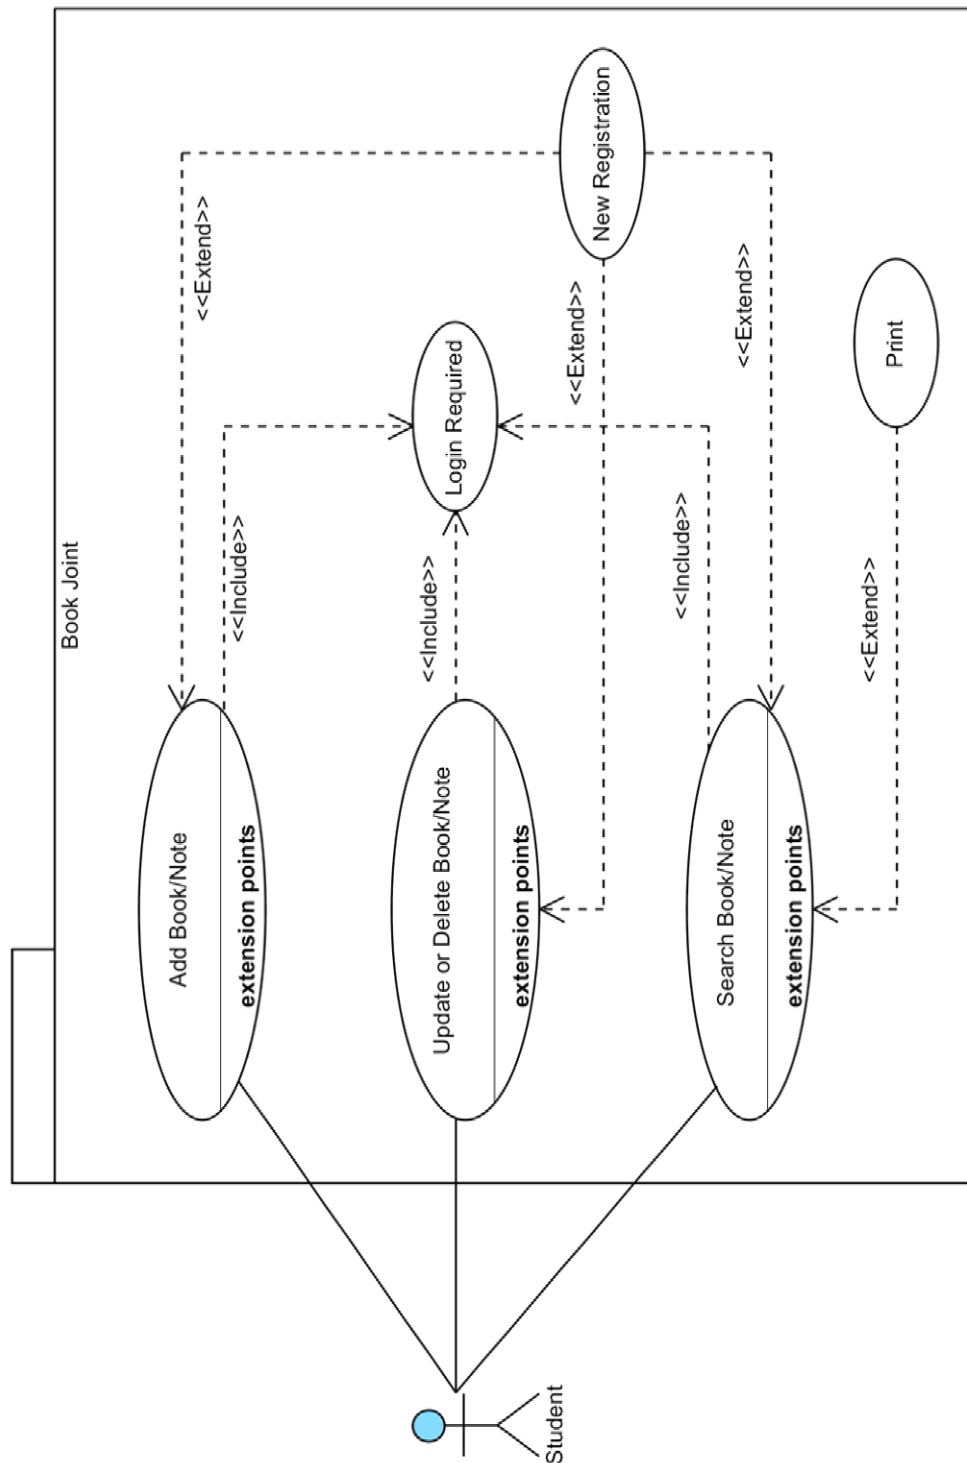 Book Joint
Add Book/Note
extension points
<<Extend>>
<<Include>>
Update or Delete Book/Note
extension points
<<Include>>
Login Required
<<Extend>>
New Registration
Search Book/Note
extension points
<<Include>>
<<Extend>>
<<Extend>>
Print
Student